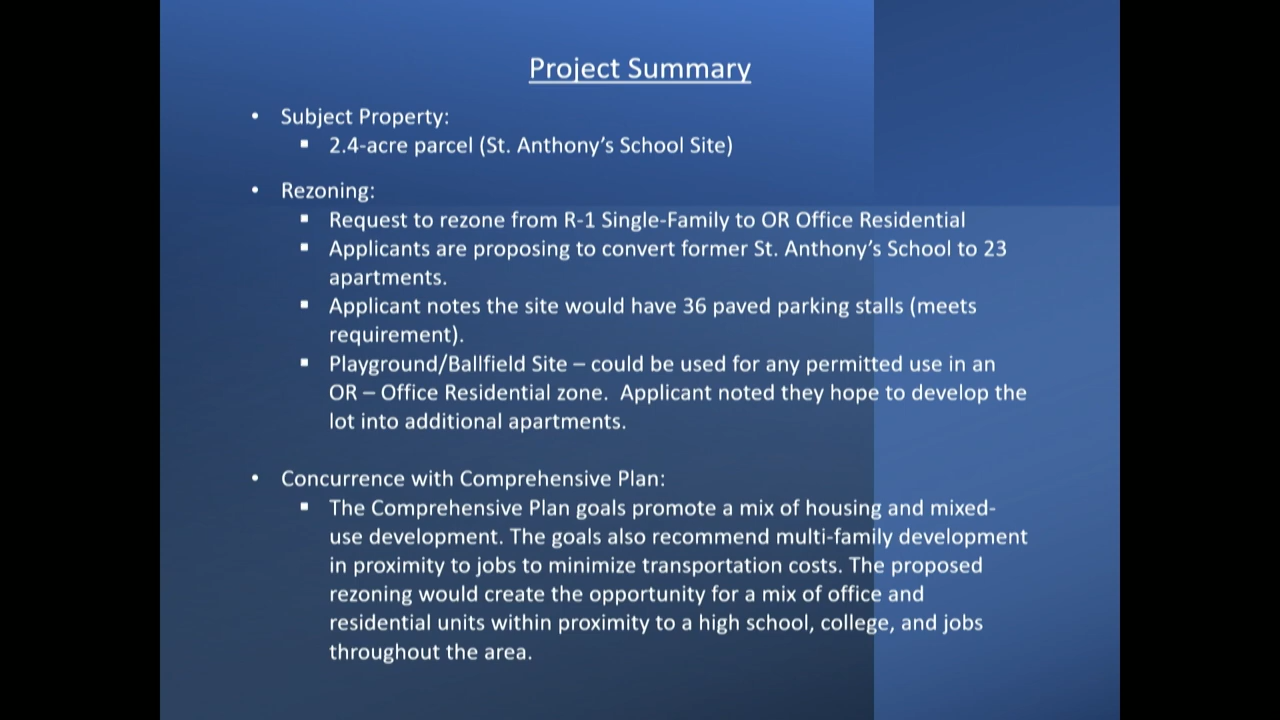 Project Summary
• Subject Property:
▪ 2.4-acre parcel (St. Anthony's School Site)
• Rezoning:
▪ Request to rezone from R-1 Single-Family to OR Office Residential
▪ Applicants are proposing to convert former St. Anthony's School to 23
apartments.
▪ Applicant notes the site would have 36 paved parking stalls (meets
requirement).
▪ Playground/Ballfield Site – could be used for any permitted use in an
OR – Office Residential zone.  Applicant noted they hope to develop the
lot into additional apartments.
• Concurrence with Comprehensive Plan:
▪ The Comprehensive Plan goals promote a mix of housing and mixed-
use development. The goals also recommend multi-family development
in proximity to jobs to minimize transportation costs. The proposed
rezoning would create the opportunity for a mix of office and
residential units within proximity to a high school, college, and jobs
throughout the area.